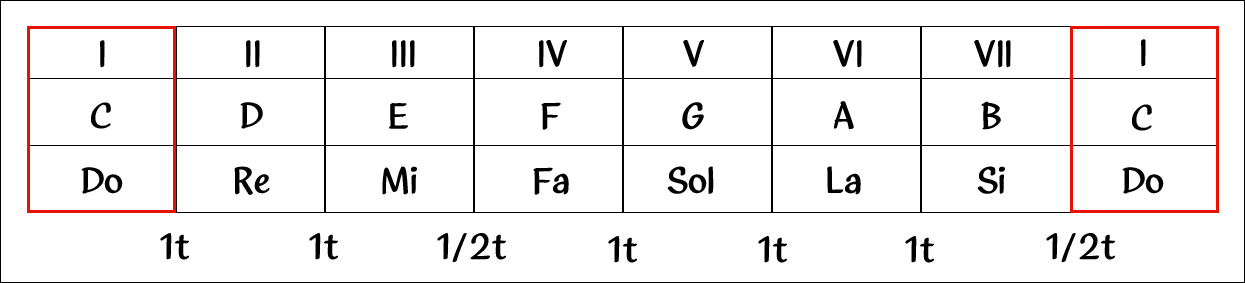 I II III IV V VI VII I
C D E F G A B C
Do Re Mi Fa Sol La Si Do
1t 1t 1/2t 1t 1t 1t 1/2t